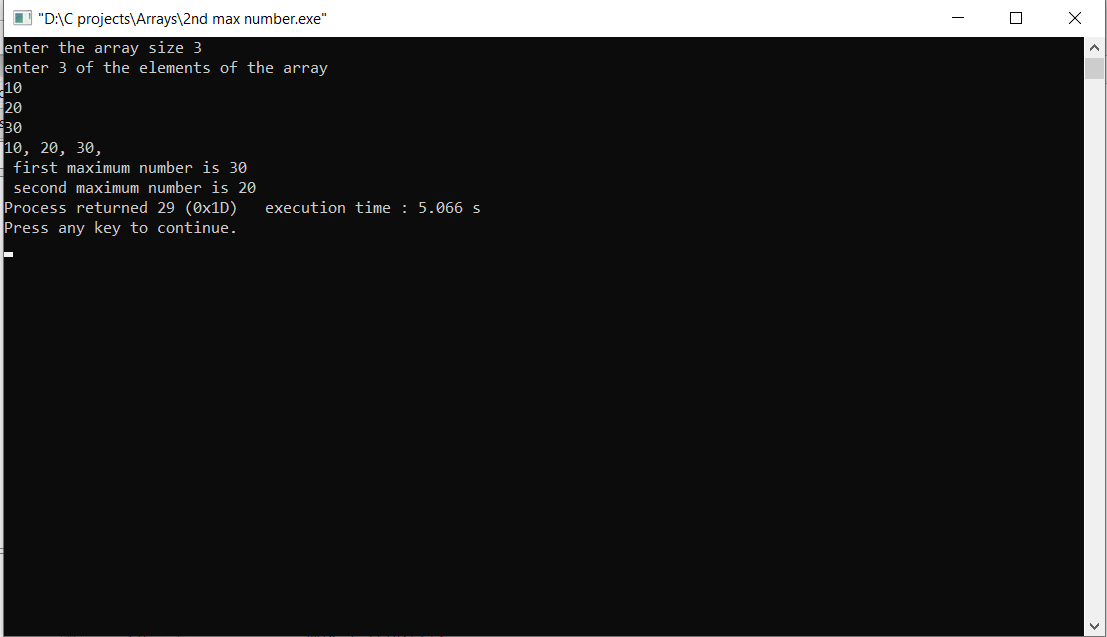 "D:\C projects\Arrays\2nd max number.exe"
enter the array size 3
enter 3 of the elements of the array
10
20
30
10, 20, 30,
 first maximum number is 30
 second maximum number is 20
Process returned 29 (0x1D)   execution time : 5.066 s
Press any key to continue.